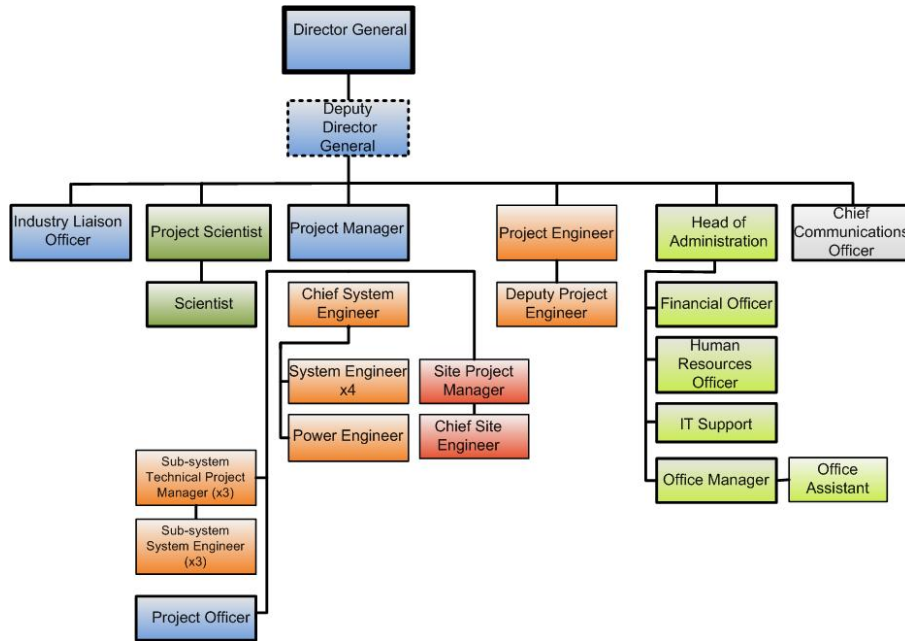 Director General
Deputy
Director
General
Industry Liaison
Officer
Project Scientist
Project Manager
Project Engineer
Head of
Administration
Chief
Communications
Officer
Scientist
Chief System
Engineer
Deputy Project
Engineer
Financial Officer
System Engineer
x4
Site Project
Manager
Human
Resources
Officer
Power Engineer
Chief Site
Engineer
IT Support
Sub-system
Technical Project
Manager (x3)
Office Manager
Office
Assistant
Sub-system
System Engineer
(x3)
Project Officer